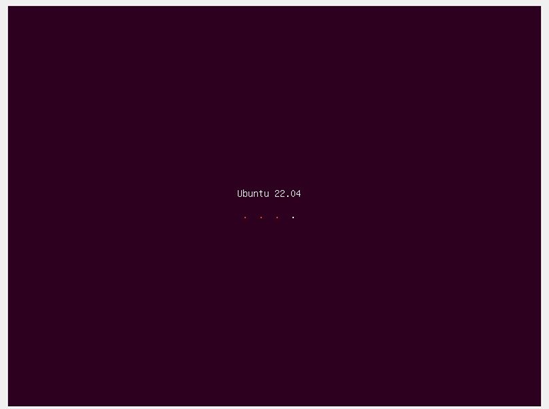 Ubuntu 22.04
. . . .